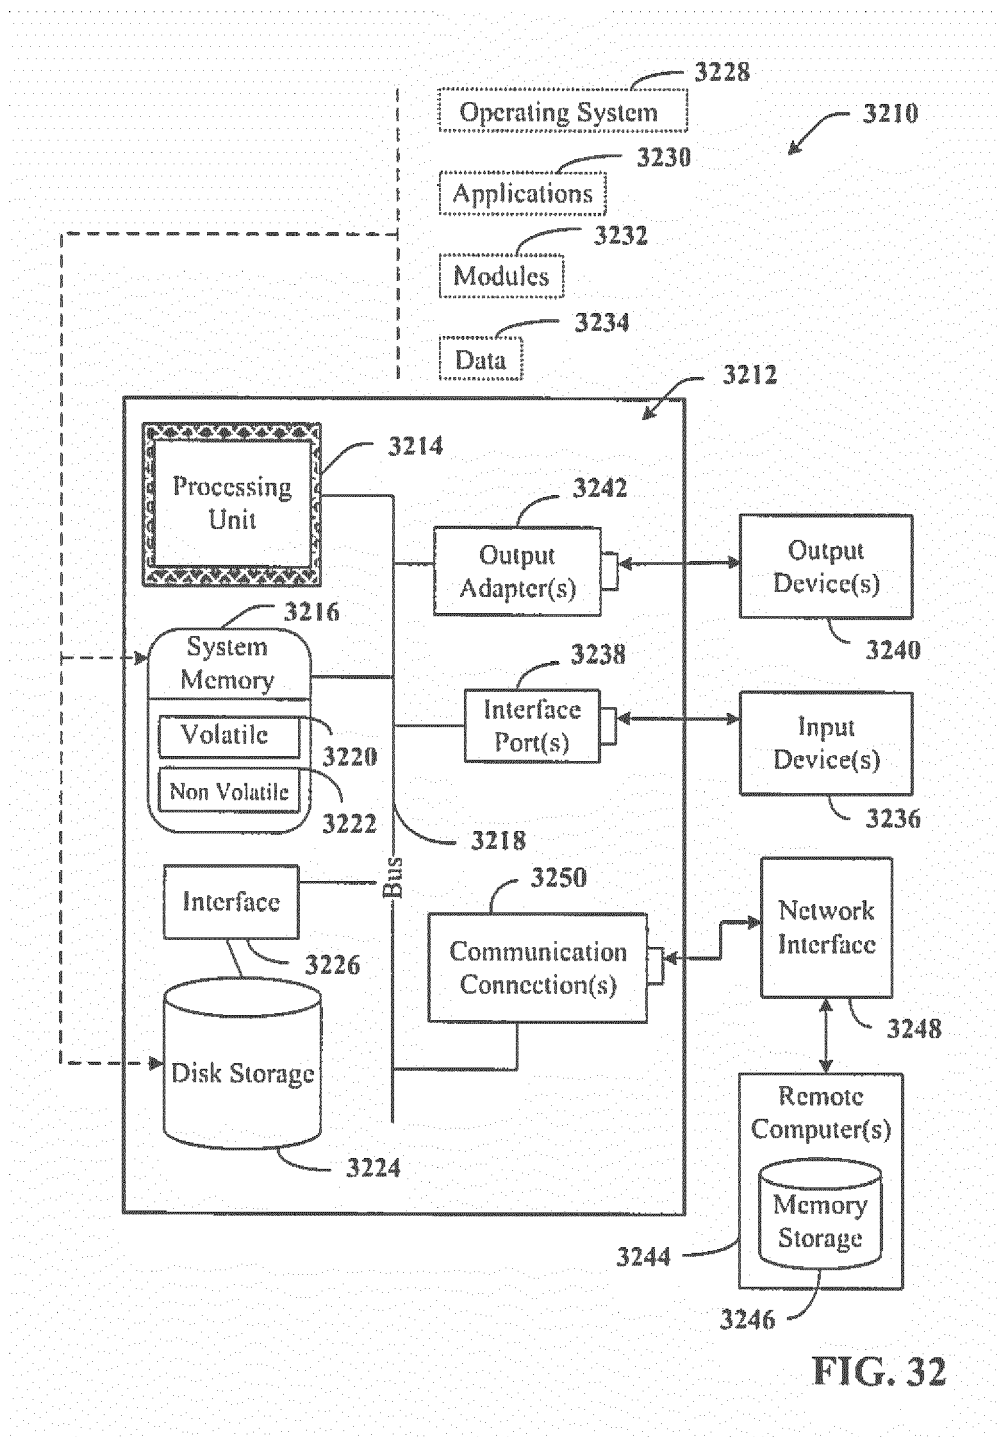 3228
Operating System
3210
3230
Applications
3232
Modules
3234
Data
3212
3214
Processing
Unit
3242
Output
Adapter(s)
Output
Device(s)
3240
3216
System
Memory
3238
Interface
Port(s)
Input
Device(s)
3236
Volatile
3220
Non Volatile
3222
3218
Bus
Interface
3226
3250
Communication
Connection(s)
Network
Interface
3248
Disk Storage
3224
Remote
Computer(s)
Memory
Storage
3244
3246
FIG. 32